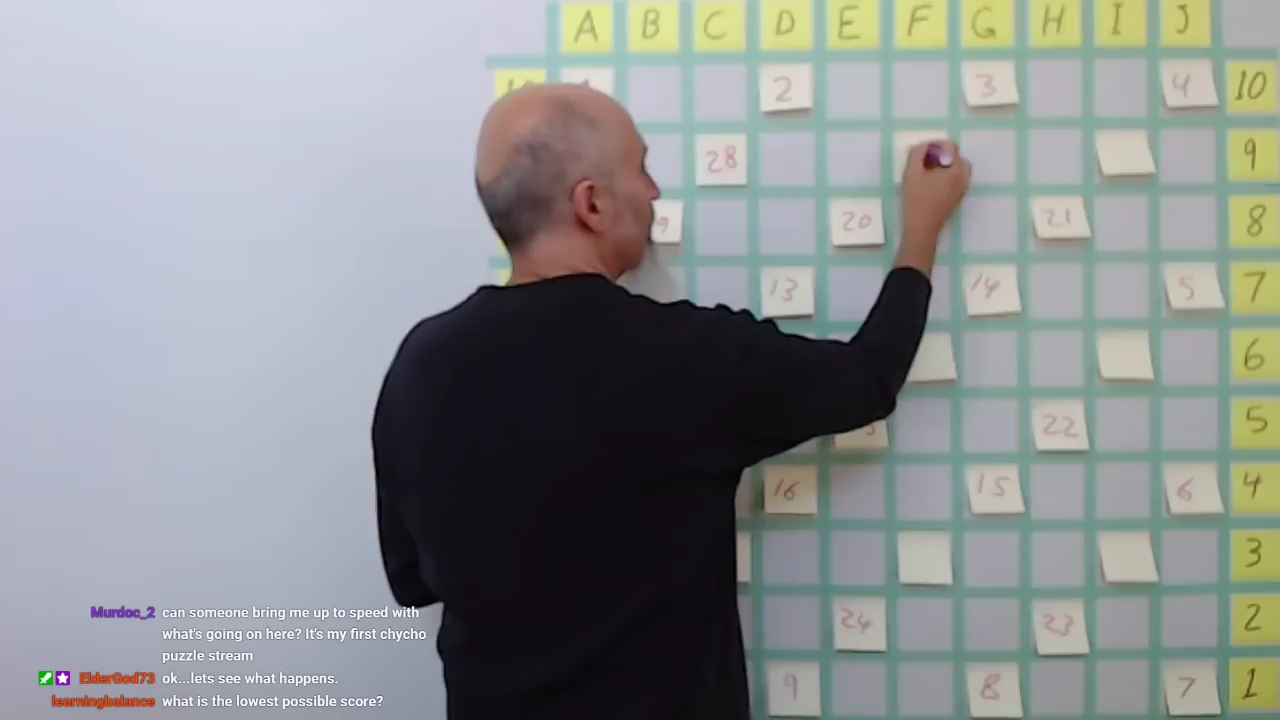 A B C D E F G H I J
2 3 4 10
28 9
9 20 21 8
13 14 5 7
6
22 5
16 15 6 4
3
24 23 2
9 8 7 1
Murdoc_2 can someone bring me up to speed with
what's going on here? It's my first chycho
puzzle stream
ElderGod73 ok...lets see what happens.
learningbalance what is the lowest possible score?